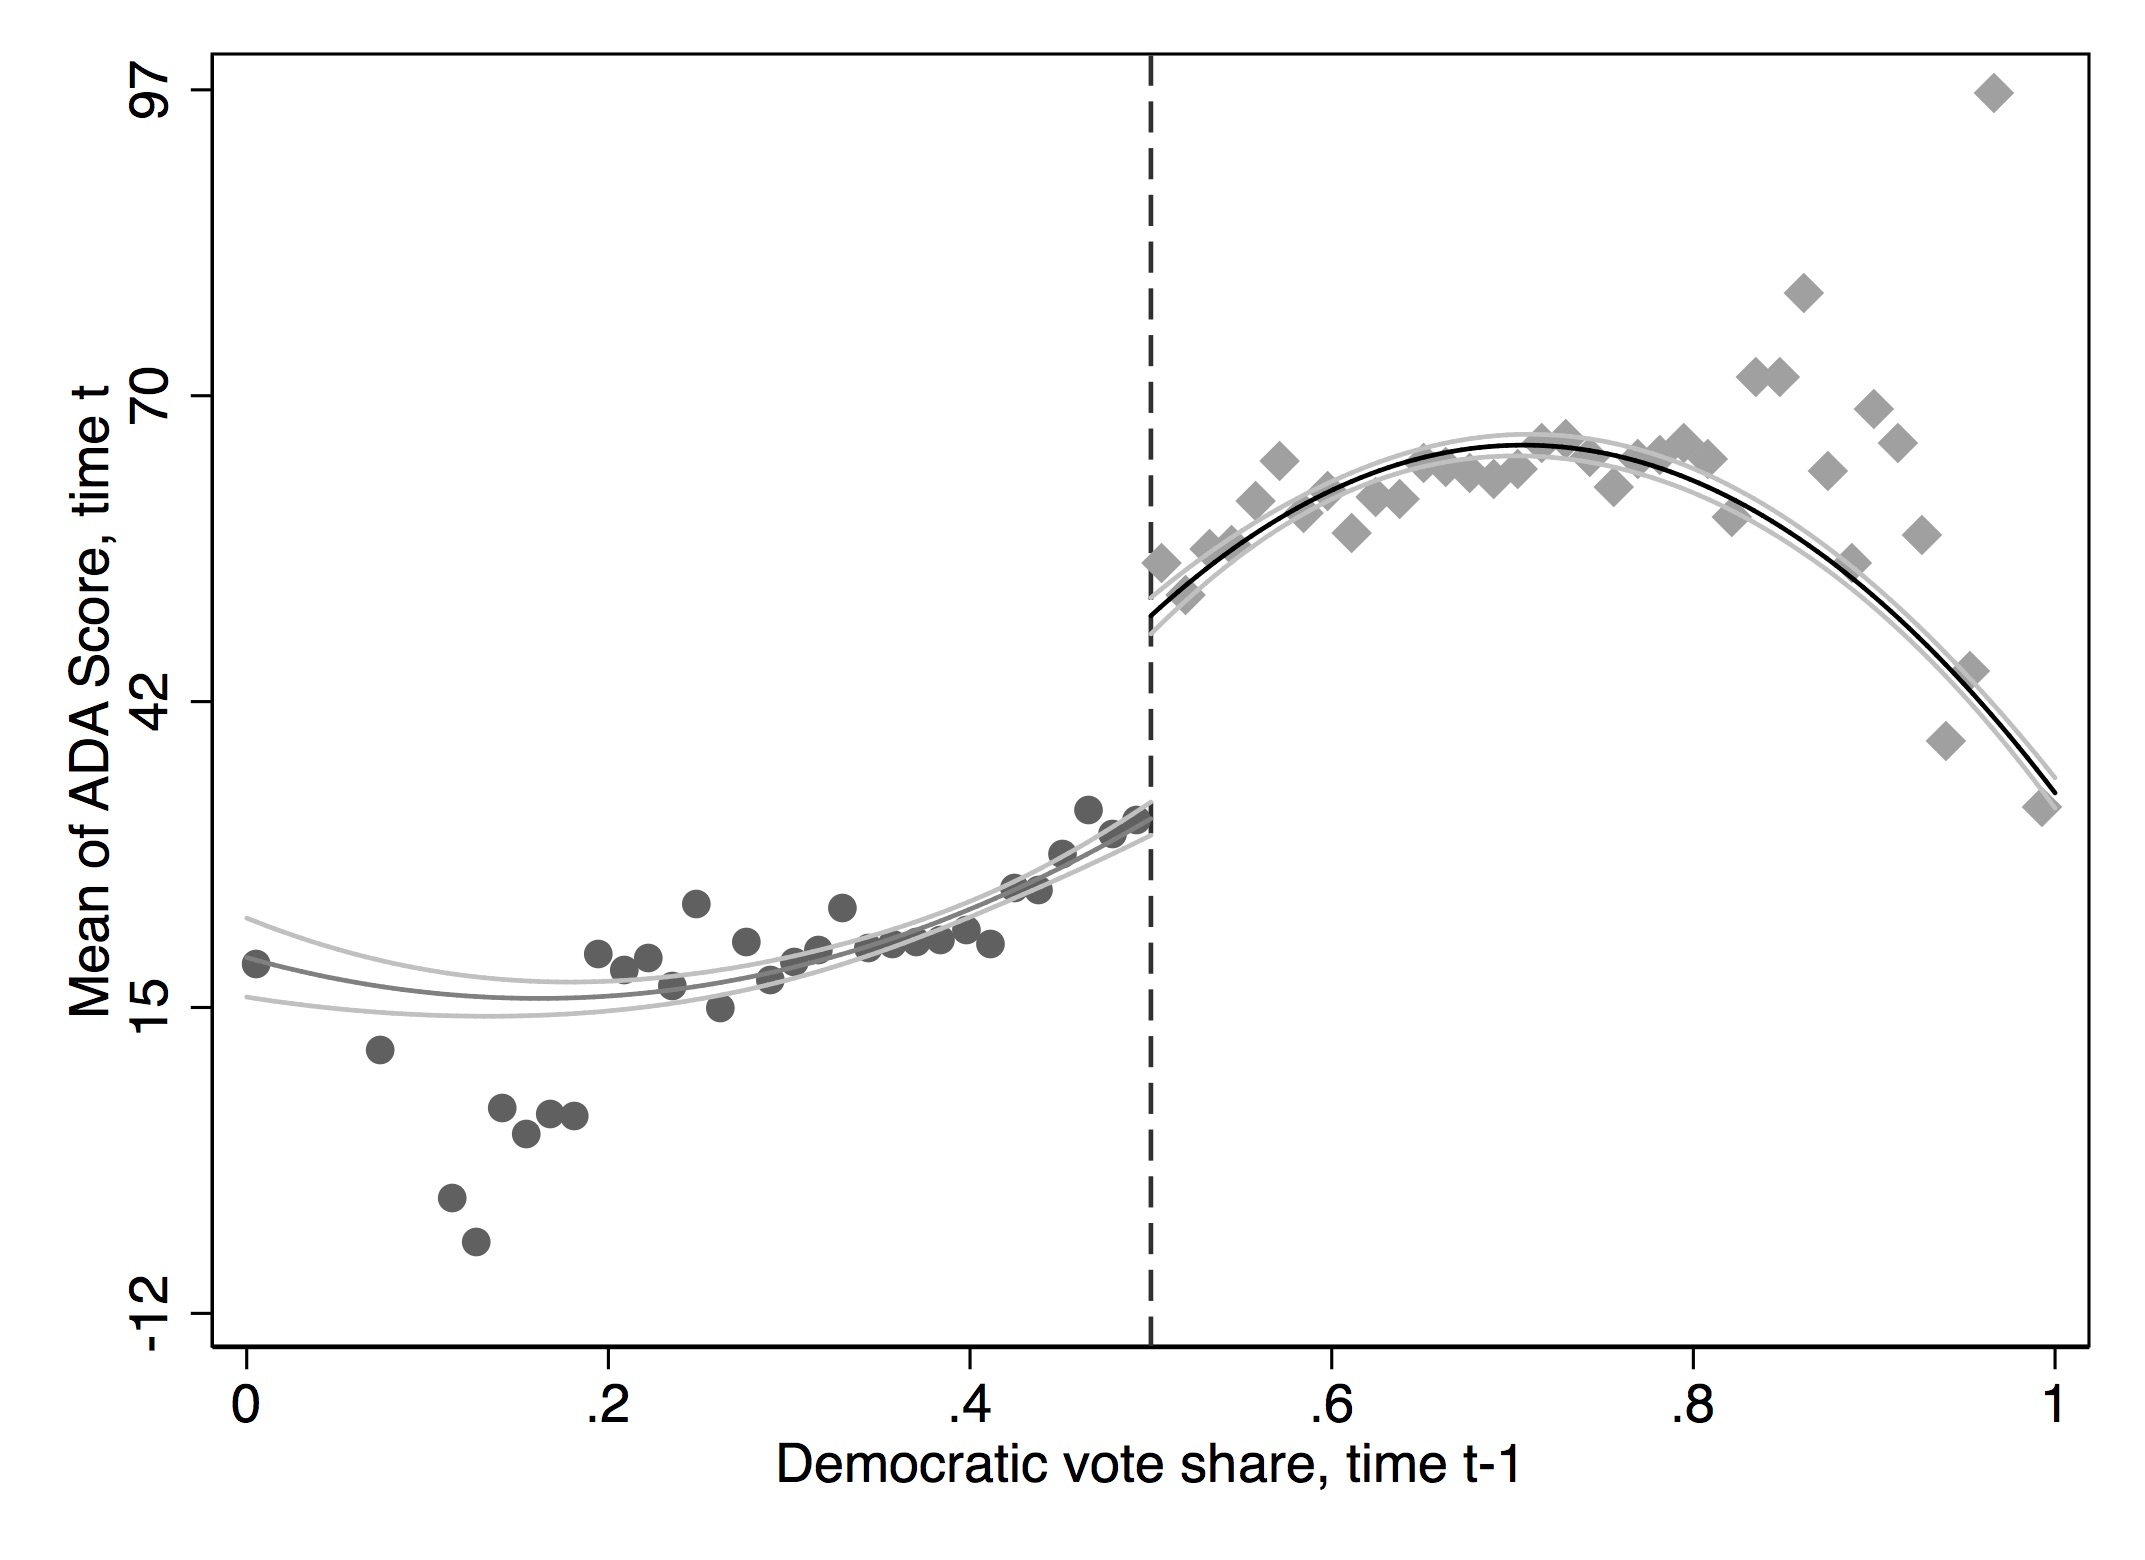 Mean of ADA Score, time t
97
70
42
15
-12
0 .2 .4 .6 .8 1
Democratic vote share, time t-1